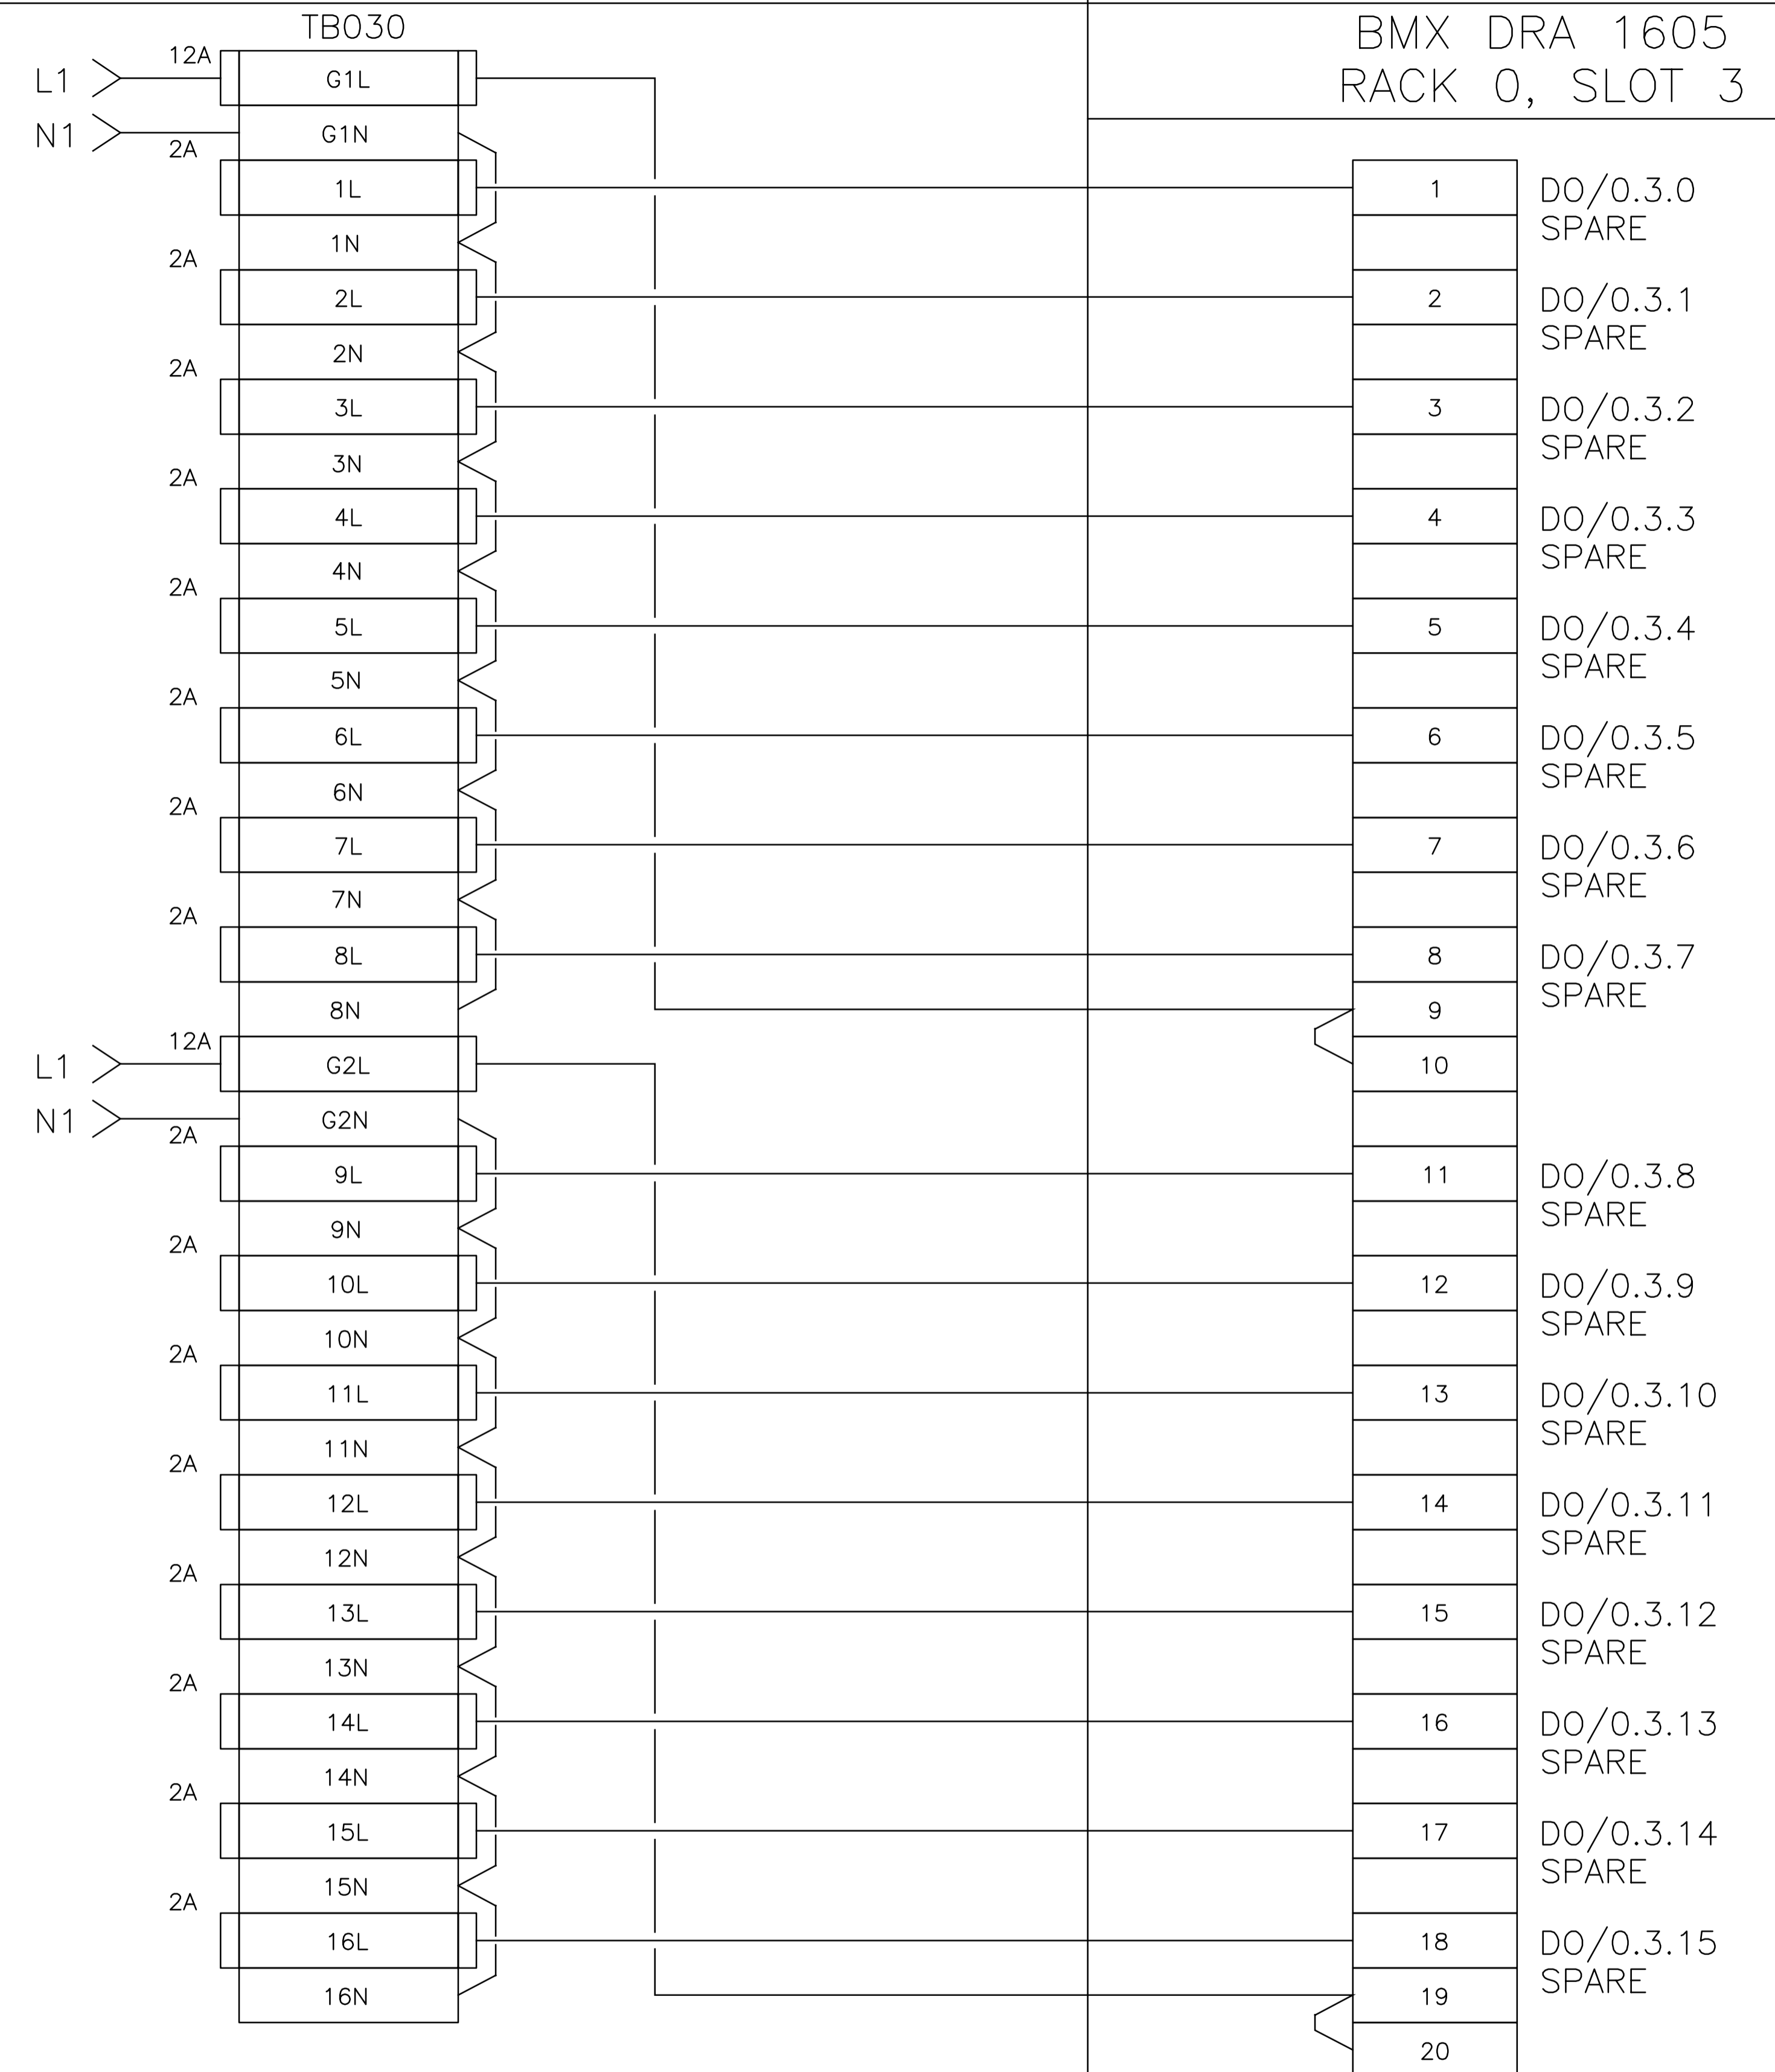 TB030
BMX DRA 1605
RACK 0, SLOT 3
12A
L1
G1L
N1
G1N
2A
1L
1
DO/0.3.0
SPARE
1N
2A
2L
2
DO/0.3.1
SPARE
2N
2A
3L
3
DO/0.3.2
SPARE
3N
2A
4L
4
DO/0.3.3
SPARE
4N
2A
5L
5
DO/0.3.4
SPARE
5N
2A
6L
6
DO/0.3.5
SPARE
6N
2A
7L
7
DO/0.3.6
SPARE
7N
2A
8L
8
DO/0.3.7
SPARE
8N
9
12A
L1
G2L
10
N1
G2N
2A
9L
11
DO/0.3.8
SPARE
9N
2A
10L
12
DO/0.3.9
SPARE
10N
2A
11L
13
DO/0.3.10
SPARE
11N
2A
12L
14
DO/0.3.11
SPARE
12N
2A
13L
15
DO/0.3.12
SPARE
13N
2A
14L
16
DO/0.3.13
SPARE
14N
2A
15L
17
DO/0.3.14
SPARE
15N
2A
16L
18
DO/0.3.15
SPARE
16N
19
20